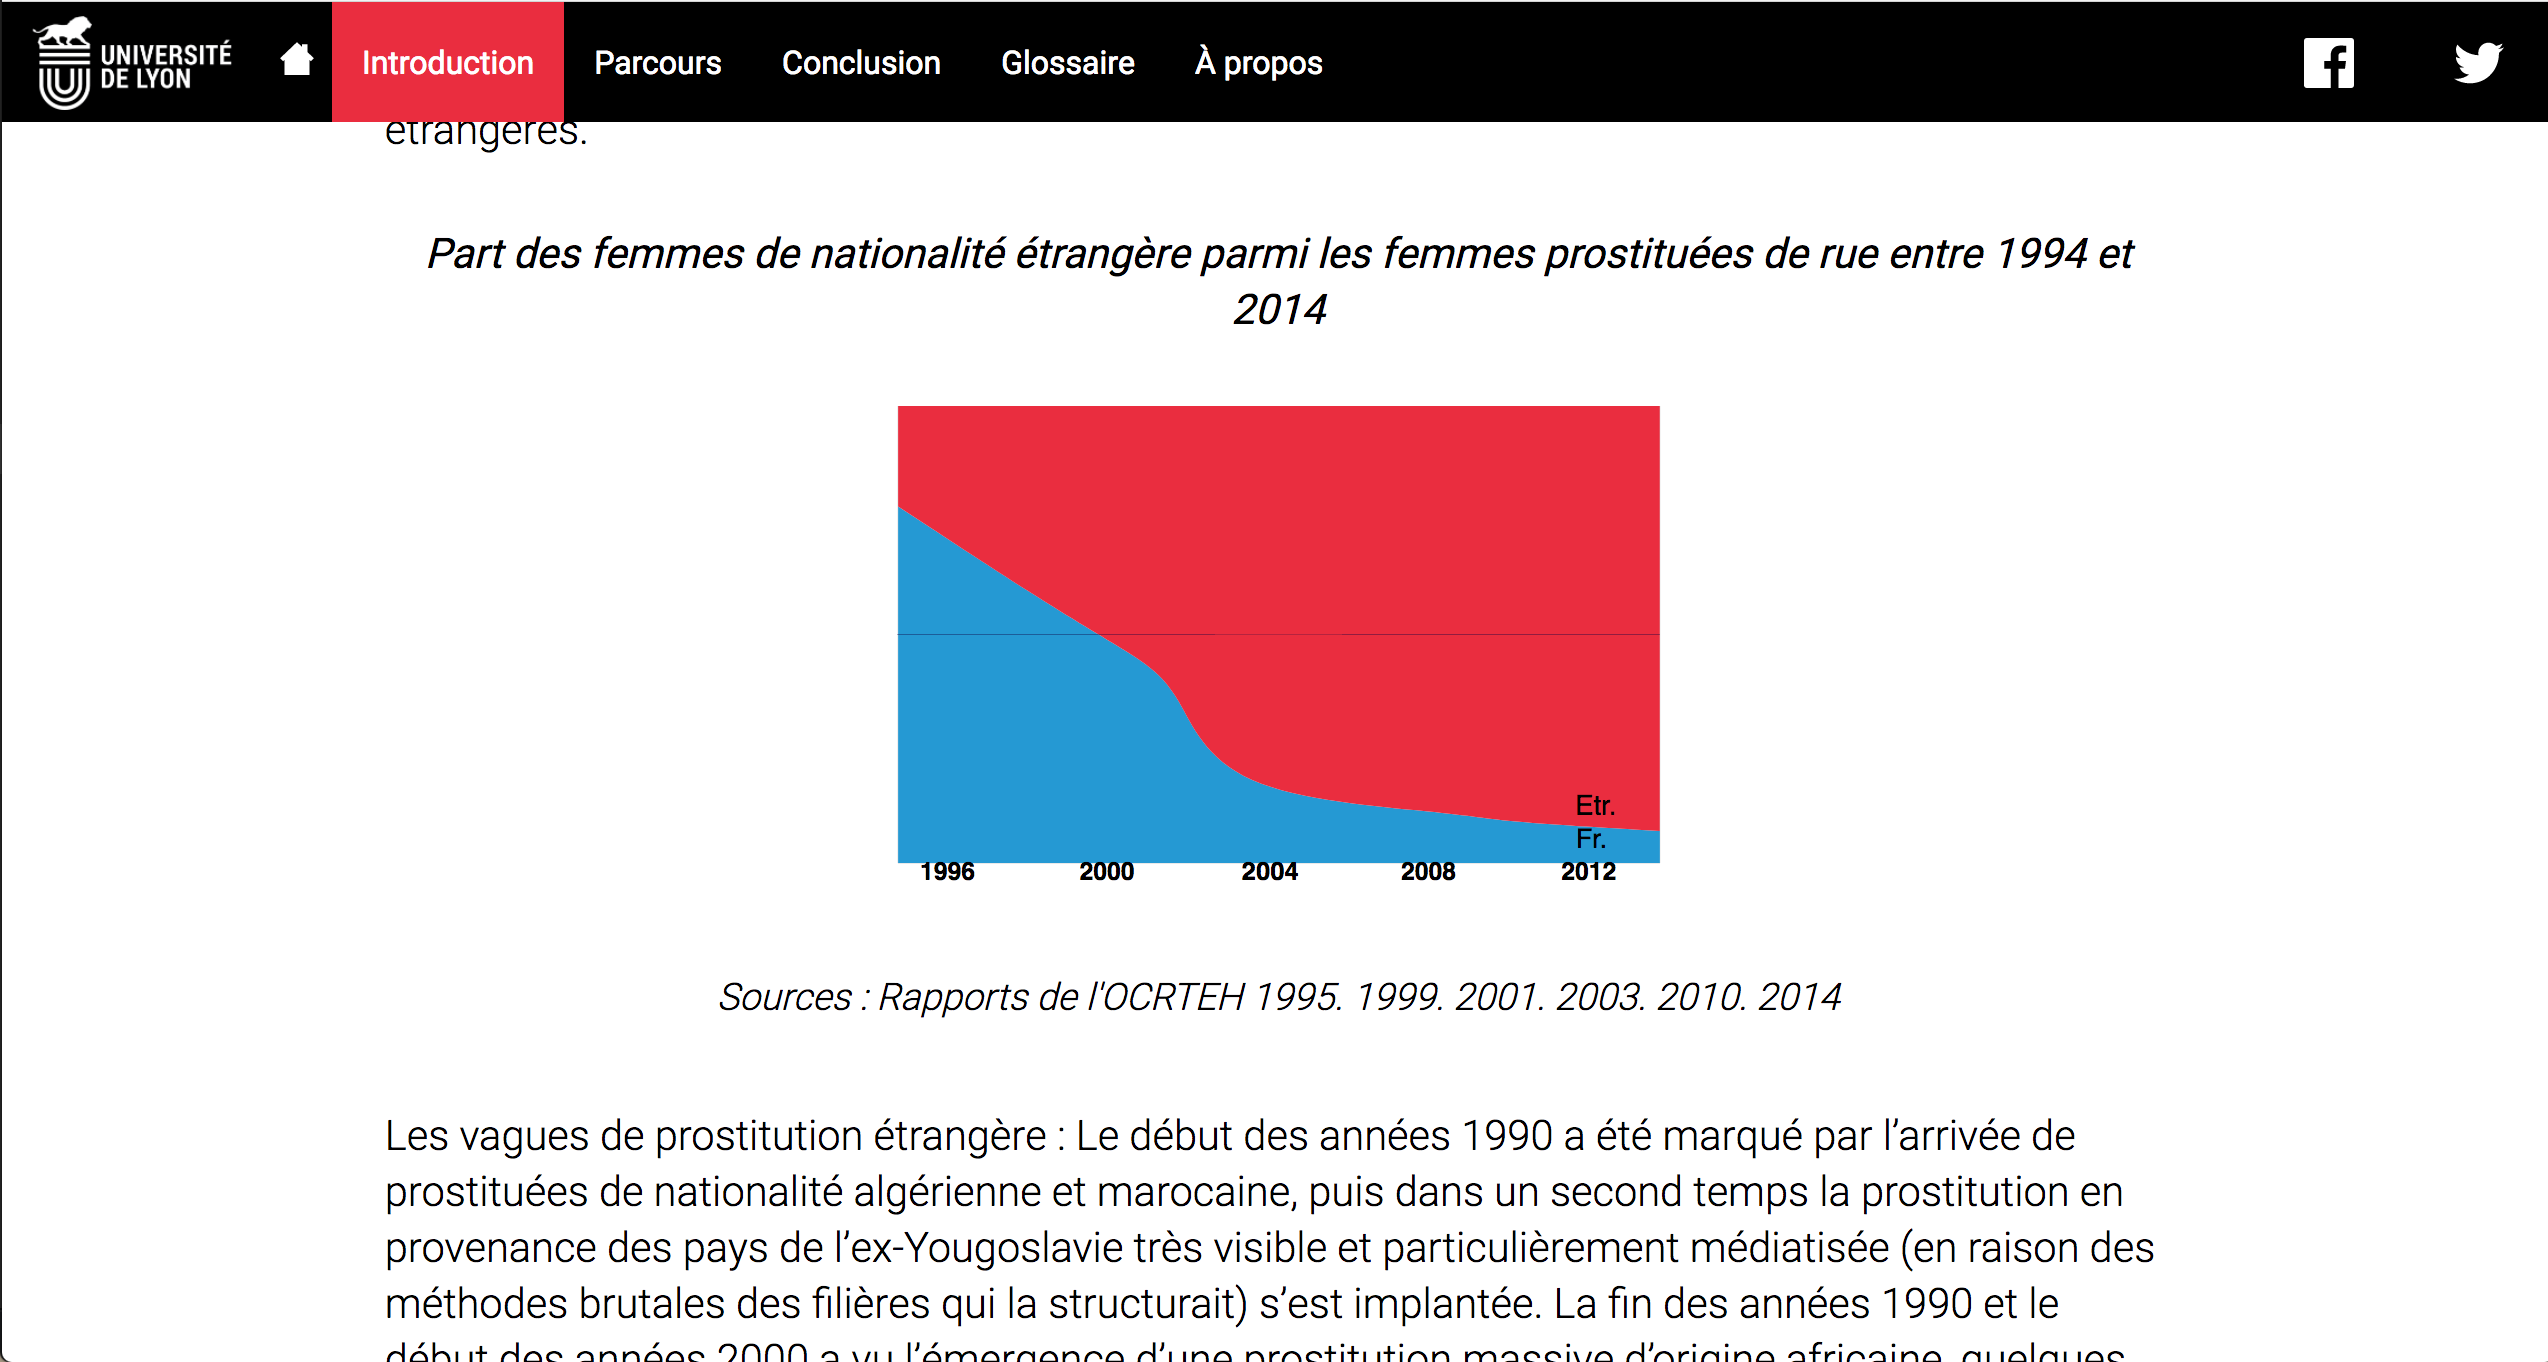 UNIVERSITÉ
DE LYON
Introduction Parcours Conclusion Glossaire À propos
étrangères.
Part des femmes de nationalité étrangère parmi les femmes prostituées de rue entre 1994 et
2014
Etr.
Fr.
1996 2000 2004 2008 2012
Sources : Rapports de l'OCRTEH 1995. 1999. 2001. 2003. 2010. 2014
Les vagues de prostitution étrangère : Le début des années 1990 a été marqué par l’arrivée de
prostituées de nationalité algérienne et marocaine, puis dans un second temps la prostitution en
provenance des pays de l’ex-Yougoslavie très visible et particulièrement médiatisée (en raison des
méthodes brutales des filières qui la structurait) s’est implantée. La fin des années 1990 et le
début des années 2000 a vu l’émergence d’une prostitution massive d’origine africaine, quelques